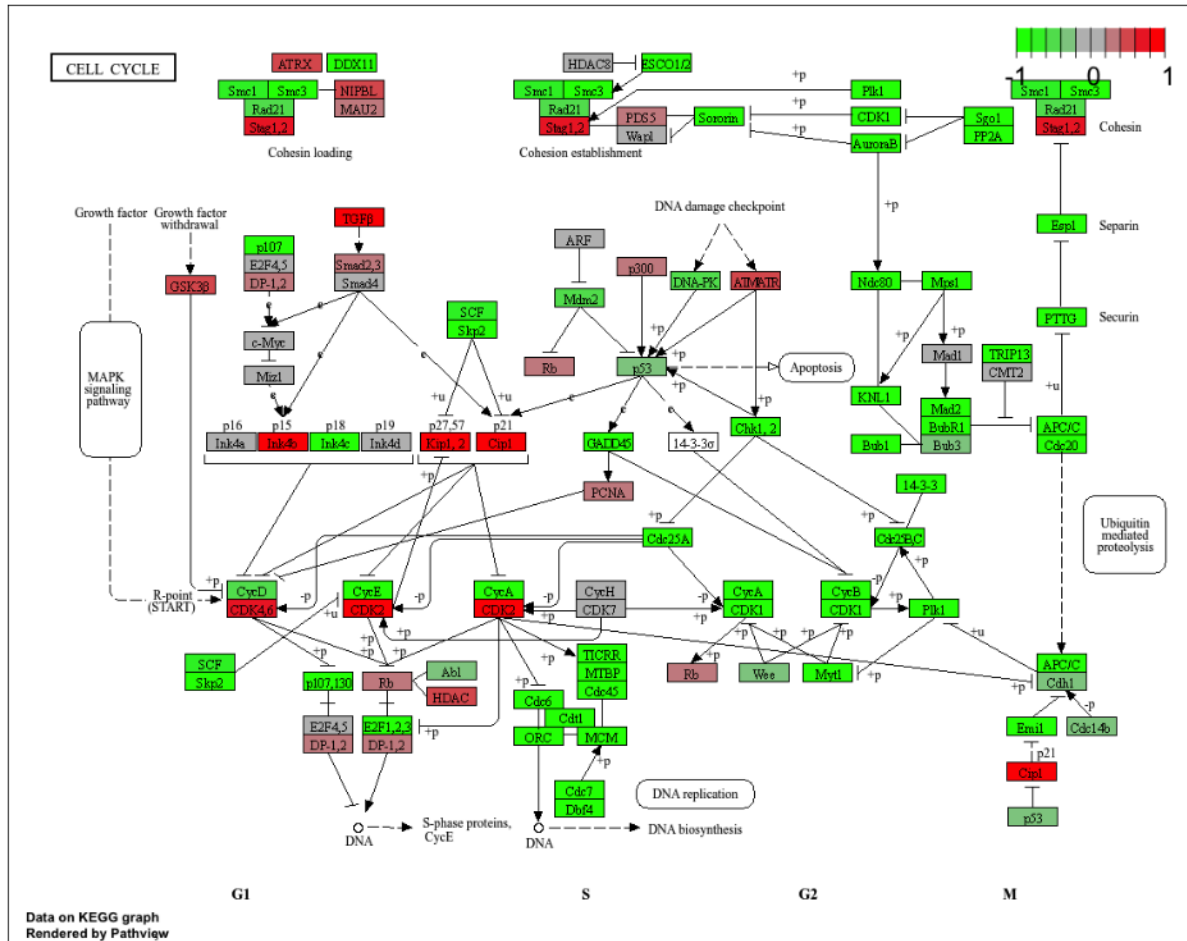 CELL CYCLE
ATRX
DDX11
Smc1
Smc3
Rad21
Stag1,2
NIPBL
MAU2
Cohesin loading
HDAC8
ESCO1/2
Smc1
Smc3
Rad21
Stag1,2
PDS5
Wapl
Sororin
Cohesion establishment
+p
Plk1
+p
CDK1
+p
AuroraB
Sgo1
PP2A
-1
0
1
Smc1
Smc3
Rad21
Stag1,2
Cohesin
Growth factor
Growth factor
withdrawal
TGFβ
DNA damage checkpoint
+p
p107
E2F4,5
DP-1,2
Smad2,3
Smad4
ARF
p300
DNA-PK
ATM/ATR
Esp1
Separin
GSK3β
Mdm2
Ndc80
Mps1
e
e
SCF
Skp2
PTTG
Securin
c-Myc
Miz1
MAPK
signaling
pathway
e
e
Rb
+p
+p
+p
p53
Apoptosis
+p
+p
Mad1
TRIP13
CMT2
e
+u
+u
e
e
+p
KNL1
+u
Mad2
BubR1
Bub3
Bub1
APC/C
Cdc20
p16
p15
p18
p19
p27,57
p21
Ink4a
Ink4b
Ink4c
Ink4d
Kip1, 2
Cip1
GADD45
14-3-3σ
Chk1, 2
+p
PCNA
14-3-3
+p
+p
Cdc25A
Cdc25B,C
Ubiquitin
mediated
proteolysis
+p
R-point
(START)
+p
-p
-p
-p
-p
-p
+p
CycD
CDK4,6
CycE
CDK2
CycA
CDK2
CycH
CDK7
CycA
CDK1
CycB
CDK1
Plk1
+u
+p
+p
+p
+p
+p
+p
+p
+p
+p
+u
SCF
Skp2
p107,130
Rb
Abl
HDAC
+p
+p
TICRR
MTBP
Cdc45
Rb
Wee
Myt1
+p
+p
APC/C
Cdh1
-p
E2F4,5
DP-1,2
E2F1,2,3
DP-1,2
+p
Cdc6
Cdt1
ORC
MCM
+p
Emi1
Cdc14b
p21
Cip1
Cdc7
Dbf4
DNA replication
p53
DNA
S-phase proteins,
CycE
DNA
DNA biosynthesis
G1
S
G2
M
Data on KEGG graph
Rendered by Pathview